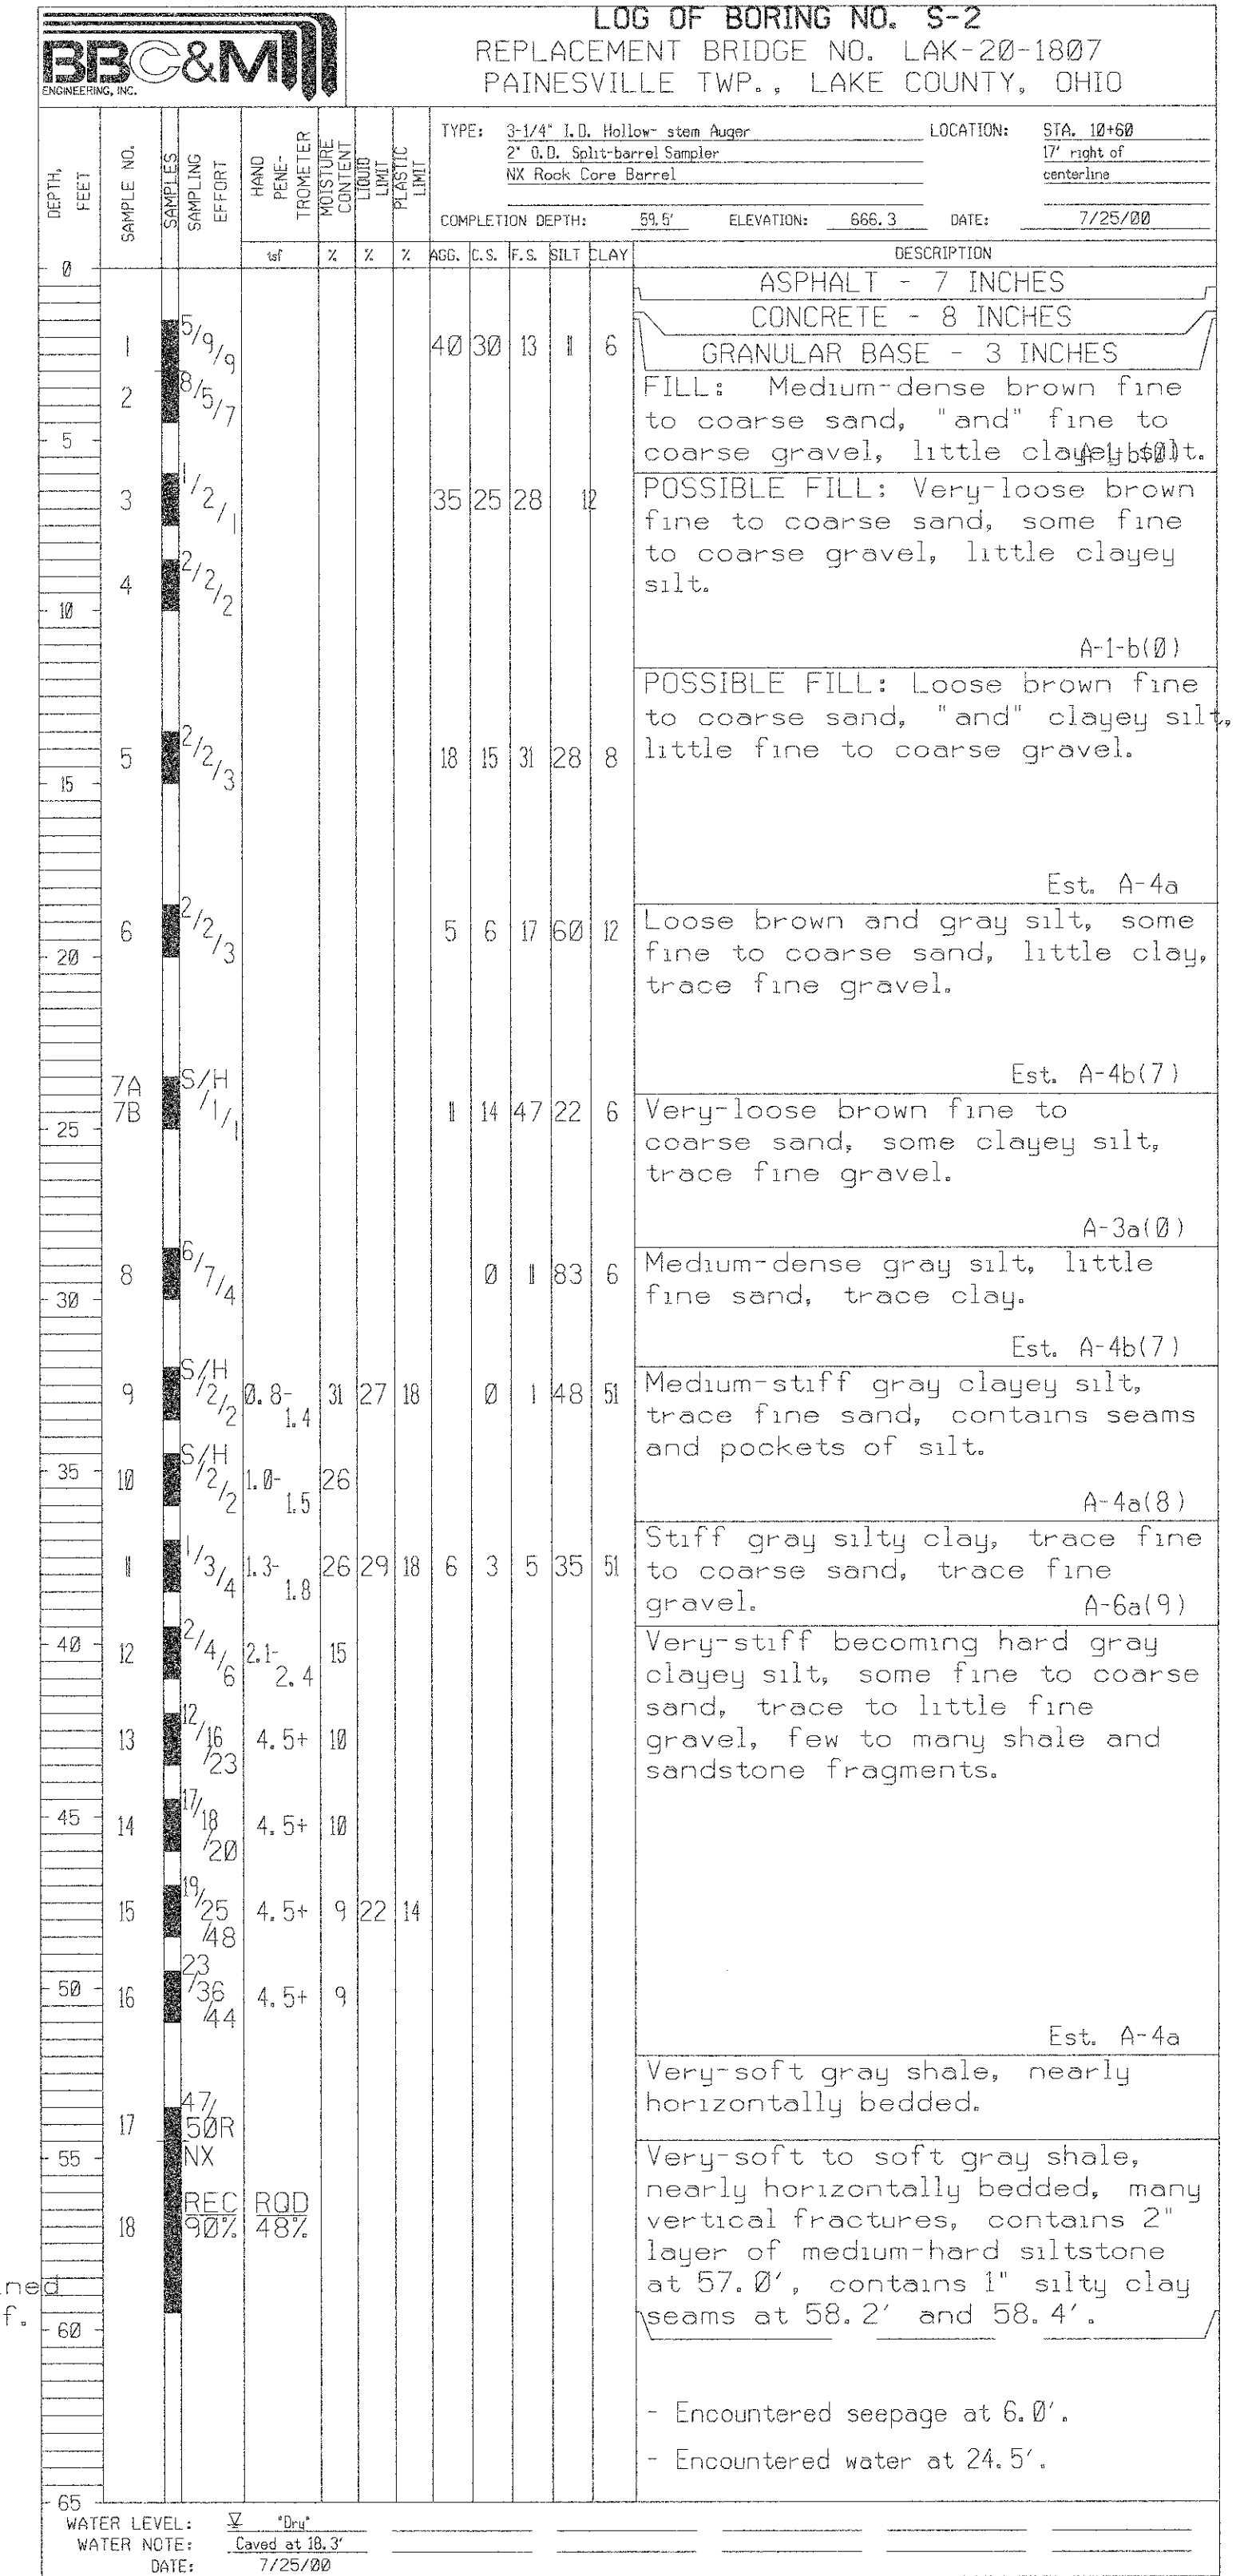 BBC&M
ENGINEERING, INC.
LOG OF BORING NO. S-2
REPLACEMENT BRIDGE NO. LAK-20-1807
PAINESVILLE TWP., LAKE COUNTY, OHIO
DEPTH, FEET
SAMPLE NO.
SAMPLES
SAMPLING EFFORT
HAND PENE-TROMETER
MOISTURE CONTENT
LIQUID LIMIT
PLASTIC LIMIT
TYPE: 3-1/4" I.D. Hollow- stem Auger LOCATION: STA. 10+60
2" O.D. Split-barrel Sampler 17' right of
NX Rock Core Barrel centerline
COMPLETION DEPTH: 59.5' ELEVATION: 666.3 DATE: 7/25/00
tsf % % % AGG. C.S. F.S. SILT CLAY DESCRIPTION
0
ASPHALT - 7 INCHES
CONCRETE - 8 INCHES
1 5/9/9 40 30 13 11 6 GRANULAR BASE - 3 INCHES
2 8/5/7 FILL: Medium-dense brown fine
to coarse sand, "and" fine to
5 coarse gravel, little clayey silt.
A-1-b(0)
3 1/2/1 35 25 28 12 POSSIBLE FILL: Very-loose brown
fine to coarse sand, some fine
4 2/2/2 to coarse gravel, little clayey
silt.
10
A-1-b(0)
POSSIBLE FILL: Loose brown fine
to coarse sand, "and" clayey silt,
5 2/2/3 18 15 31 28 8 little fine to coarse gravel.
15
Est. A-4a
6 2/2/3 5 6 17 60 12 Loose brown and gray silt, some
20 fine to coarse sand, little clay,
trace fine gravel.
Est. A-4b(7)
7A S/H/1/1
7B 11 14 47 22 6 Very-loose brown fine to
25 coarse sand, some clayey silt,
trace fine gravel.
A-3a(0)
8 6/7/4 0 11 83 6 Medium-dense gray silt, little
30 fine sand, trace clay.
Est. A-4b(7)
9 S/H/2/2 0.8-1.4 31 27 18 0 1 48 51 Medium-stiff gray clayey silt,
trace fine sand, contains seams
and pockets of silt.
35 10 S/H/2/2 1.0-1.5 26
A-4a(8)
Stiff gray silty clay, trace fine
11 1/3/4 1.3-1.8 26 29 18 6 3 5 35 51 to coarse sand, trace fine
gravel. A-6a(9)
40 12 2/4/6 2.1-2.4 15 Very-stiff becoming hard gray
clayey silt, some fine to coarse
sand, trace to little fine
13 12/16/23 4.5+ 10 gravel, few to many shale and
sandstone fragments.
45 14 17/18/20 4.5+ 10
15 19/25/48 4.5+ 9 22 14
50 16 23/36/44 4.5+ 9
Est. A-4a
Very-soft gray shale, nearly
17 47/50R horizontally bedded.
55 NX Very-soft to soft gray shale,
nearly horizontally bedded, many
18 REC 90% RQD 48% vertical fractures, contains 2"
layer of medium-hard siltstone
ned at 57.0', contains 1" silty clay
f. 60 seams at 58.2' and 58.4'.
- Encountered seepage at 6.0'.
- Encountered water at 24.5'.
65
WATER LEVEL: "Dry"
WATER NOTE: Caved at 18.3'
DATE: 7/25/00